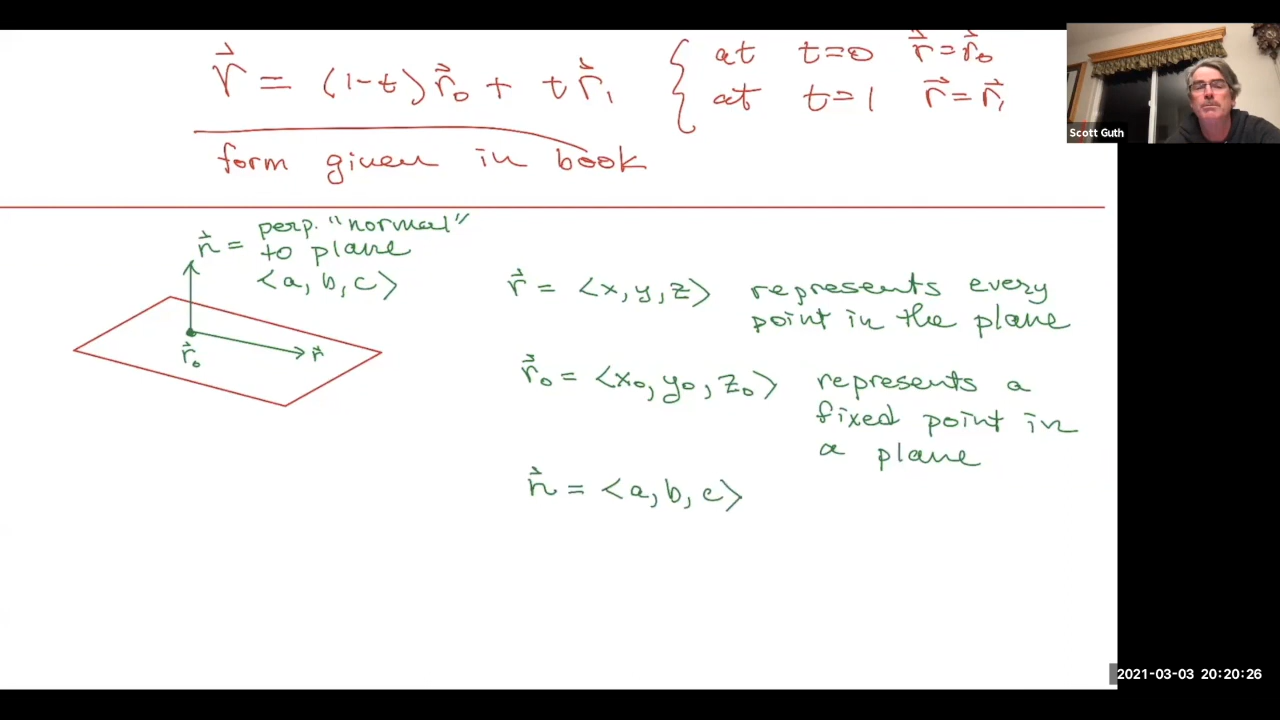 r⃗ = (1-t) r⃗₀ + t r⃗₁
{ at t=0 r⃗=r⃗₀
at t=1 r⃗=r⃗₁
form given in book
Scott Guth
n⃗ = perp. "normal"
to plane
<a, b, c>
r⃗₀
r⃗
r⃗ = <x, y, z> represents every
point in the plane
r⃗₀ = <x₀, y₀, z₀> represents a
fixed point in
a plane
n⃗ = <a, b, c>
2021-03-03 20:20:26